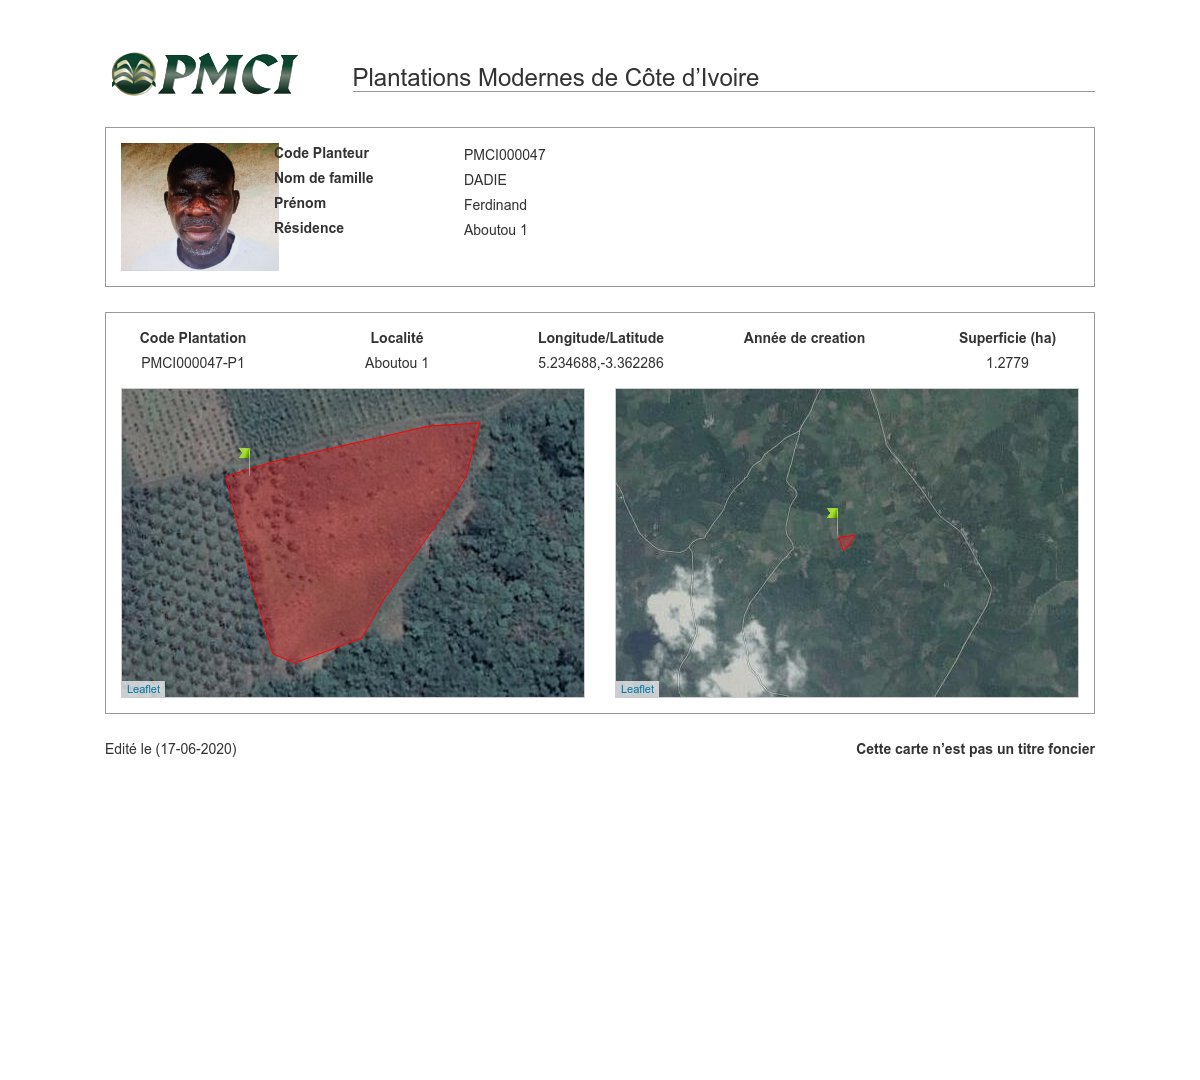 PMCI
Plantations Modernes de Côte d’Ivoire
Code Planteur PMCI000047
Nom de famille DADIE
Prénom Ferdinand
Résidence Aboutou 1
Code Plantation Localité Longitude/Latitude Année de creation Superficie (ha)
PMCI000047-P1 Aboutou 1 5.234688,-3.362286 1.2779
Leaflet Leaflet
Edité le (17-06-2020) Cette carte n’est pas un titre foncier